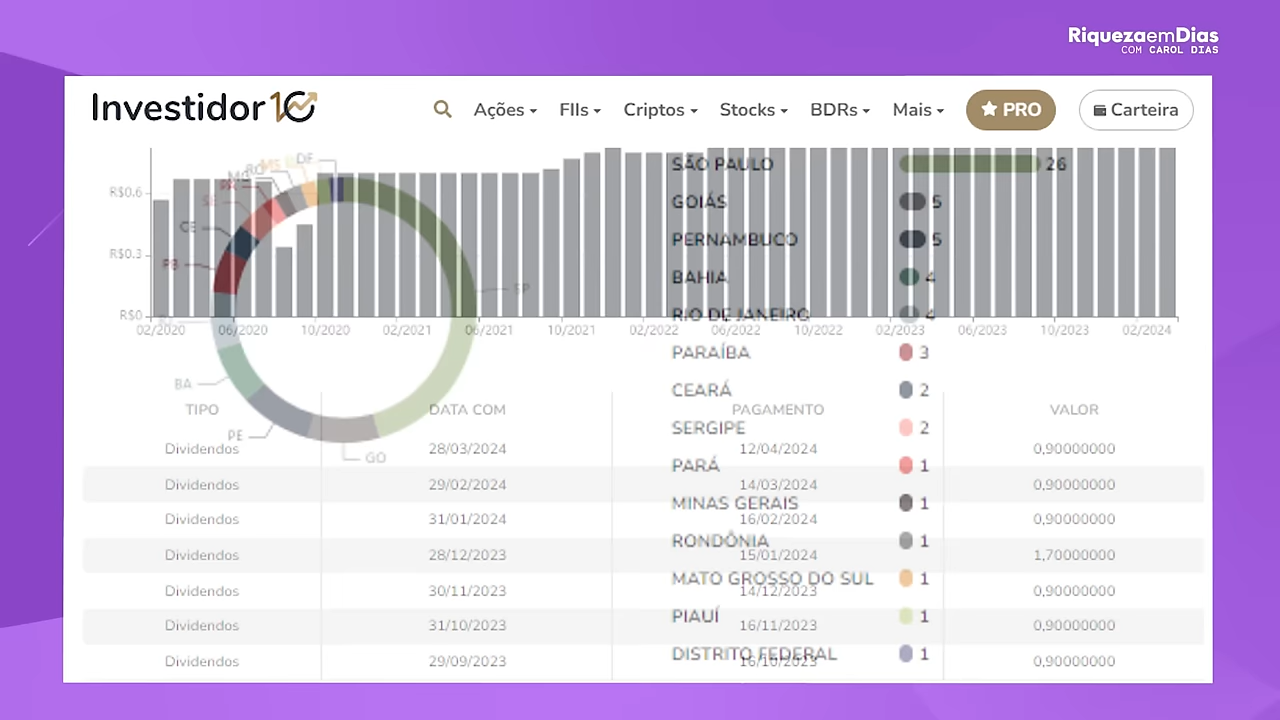 RiquezaemDias
COM CAROL DIAS
Investidor10
Ações
FIIs
Criptos
Stocks
BDRs
Mais
PRO
Carteira
R$0.6
R$0.3
R$0
02/2020
06/2020
10/2020
02/2021
06/2021
10/2021
02/2022
06/2022
10/2022
02/2023
06/2023
10/2023
02/2024
DE
MS
RO
MG
PA
SE
CE
PB
RJ
BA
PE
GO
SP
SÃO PAULO 26
GOIÁS 5
PERNAMBUCO 5
BAHIA 4
RIO DE JANEIRO 4
PARAÍBA 3
CEARÁ 2
SERGIPE 2
PARÁ 1
MINAS GERAIS 1
RONDÔNIA 1
MATO GROSSO DO SUL 1
PIAUÍ 1
DISTRITO FEDERAL 1
TIPO DATA COM PAGAMENTO VALOR
Dividendos 28/03/2024 12/04/2024 0,90000000
Dividendos 29/02/2024 14/03/2024 0,90000000
Dividendos 31/01/2024 16/02/2024 0,90000000
Dividendos 28/12/2023 15/01/2024 1,70000000
Dividendos 30/11/2023 14/12/2023 0,90000000
Dividendos 31/10/2023 16/11/2023 0,90000000
Dividendos 29/09/2023 16/10/2023 0,90000000